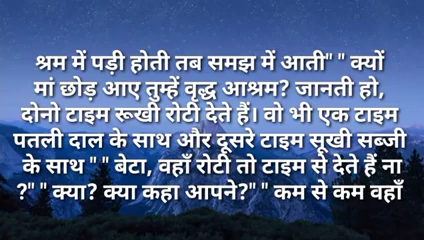 श्रम में पड़ी होती तब समझ में आती" " क्यों
मां छोड़ आए तुम्हें वृद्ध आश्रम? जानती हो,
दोनो टाइम रूखी रोटी देते हैं। वो भी एक टाइम
पतली दाल के साथ और दूसरे टाइम सूखी सब्जी
के साथ " " बेटा, वहाँ रोटी तो टाइम से देते हैं ना
?" " क्या? क्या कहा आपने?" " कम से कम वहाँ